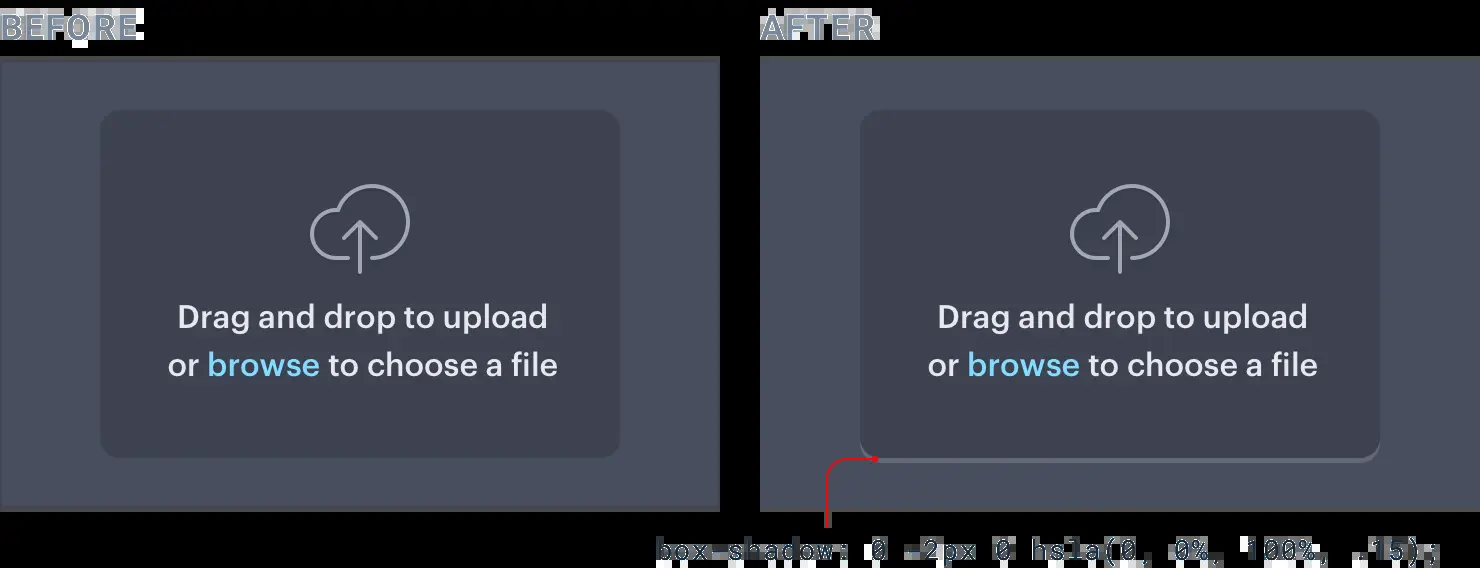 BEFORE
AFTER
Drag and drop to upload
or browse to choose a file
Drag and drop to upload
or browse to choose a file
box-shadow: 0 -2px 0 hsla(0, 0%, 100%, .15);